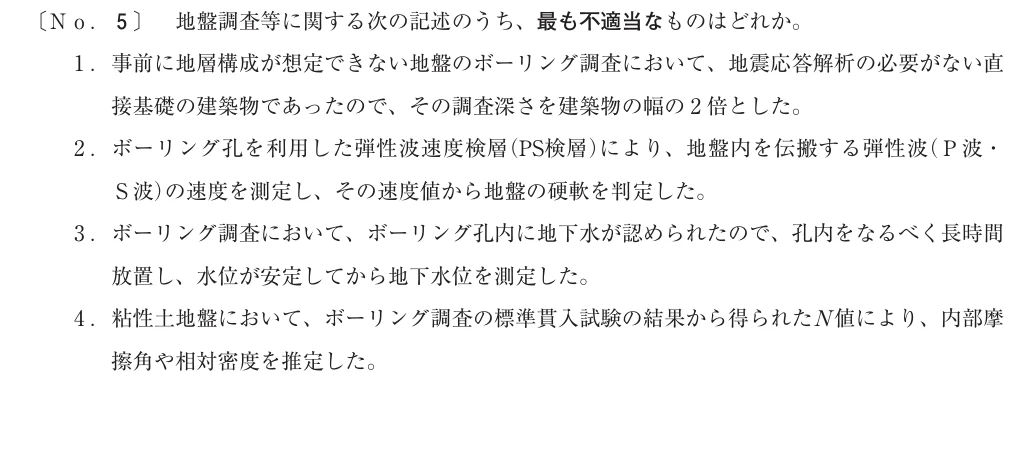 〔Ｎｏ．５〕　地盤調査等に関する次の記述のうち、最も不適当なものはどれか。
１．事前に地層構成が想定できない地盤のボーリング調査において、地震応答解析の必要がない直
接基礎の建築物であったので、その調査深さを建築物の幅の２倍とした。
２．ボーリング孔を利用した弾性波速度検層(PS検層)により、地盤内を伝搬する弾性波(Ｐ波・
Ｓ波)の速度を測定し、その速度値から地盤の硬軟を判定した。
３．ボーリング調査において、ボーリング孔内に地下水が認められたので、孔内をなるべく長時間
放置し、水位が安定してから地下水位を測定した。
４．粘性土地盤において、ボーリング調査の標準貫入試験の結果から得られたN値により、内部摩
擦角や相対密度を推定した。